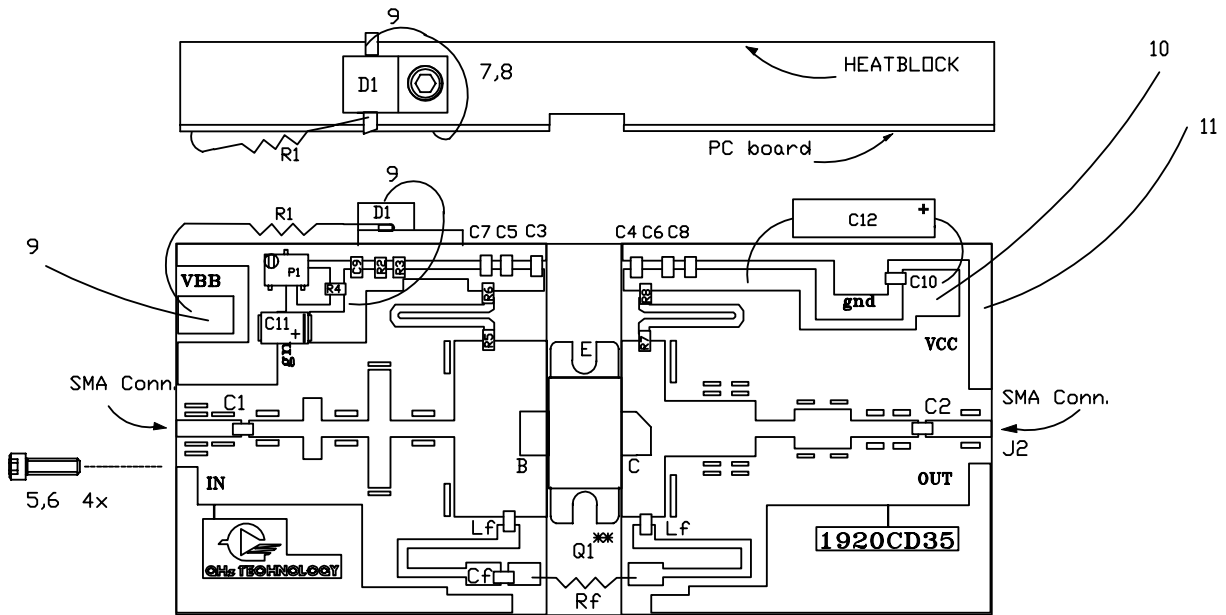 9
10
HEATBLOCK
7,8
D1
11
PC board
R1
9
D1
R1
C12 +
C7 C5 C3
C4 C6 C8
9
VBB
P1
C9
R2
R3
R4
C11 +
gn
R6
R5
R8
R7
C10
gnd
VCC
E
SMA Conn.
C1
C2
SMA Conn.
J2
B
C
IN
OUT
5,6 4x
Lf
Lf
Q1**
QHs TECHNOLOGY
1920CD35
Cf
Rf